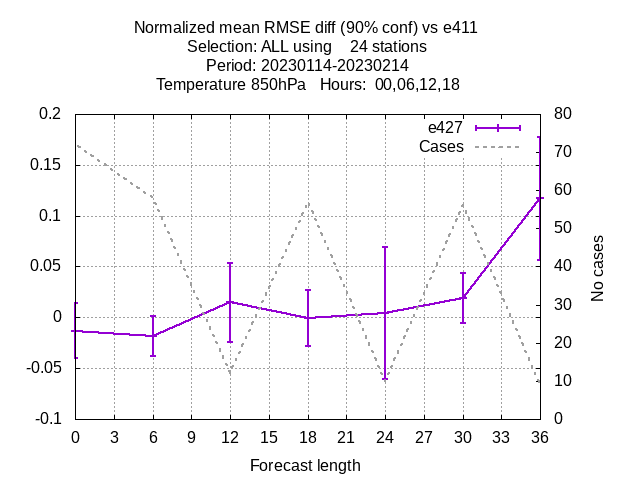 Normalized mean RMSE diff (90% conf) vs e411
Selection: ALL using    24 stations
Period: 20230114-20230214
Temperature 850hPa   Hours:  00,06,12,18
0.2
0.15
0.1
0.05
0
-0.05
-0.1
80
70
60
50
40
30
20
10
0
e427
Cases
No cases
0 3 6 9 12 15 18 21 24 27 30 33 36
Forecast length